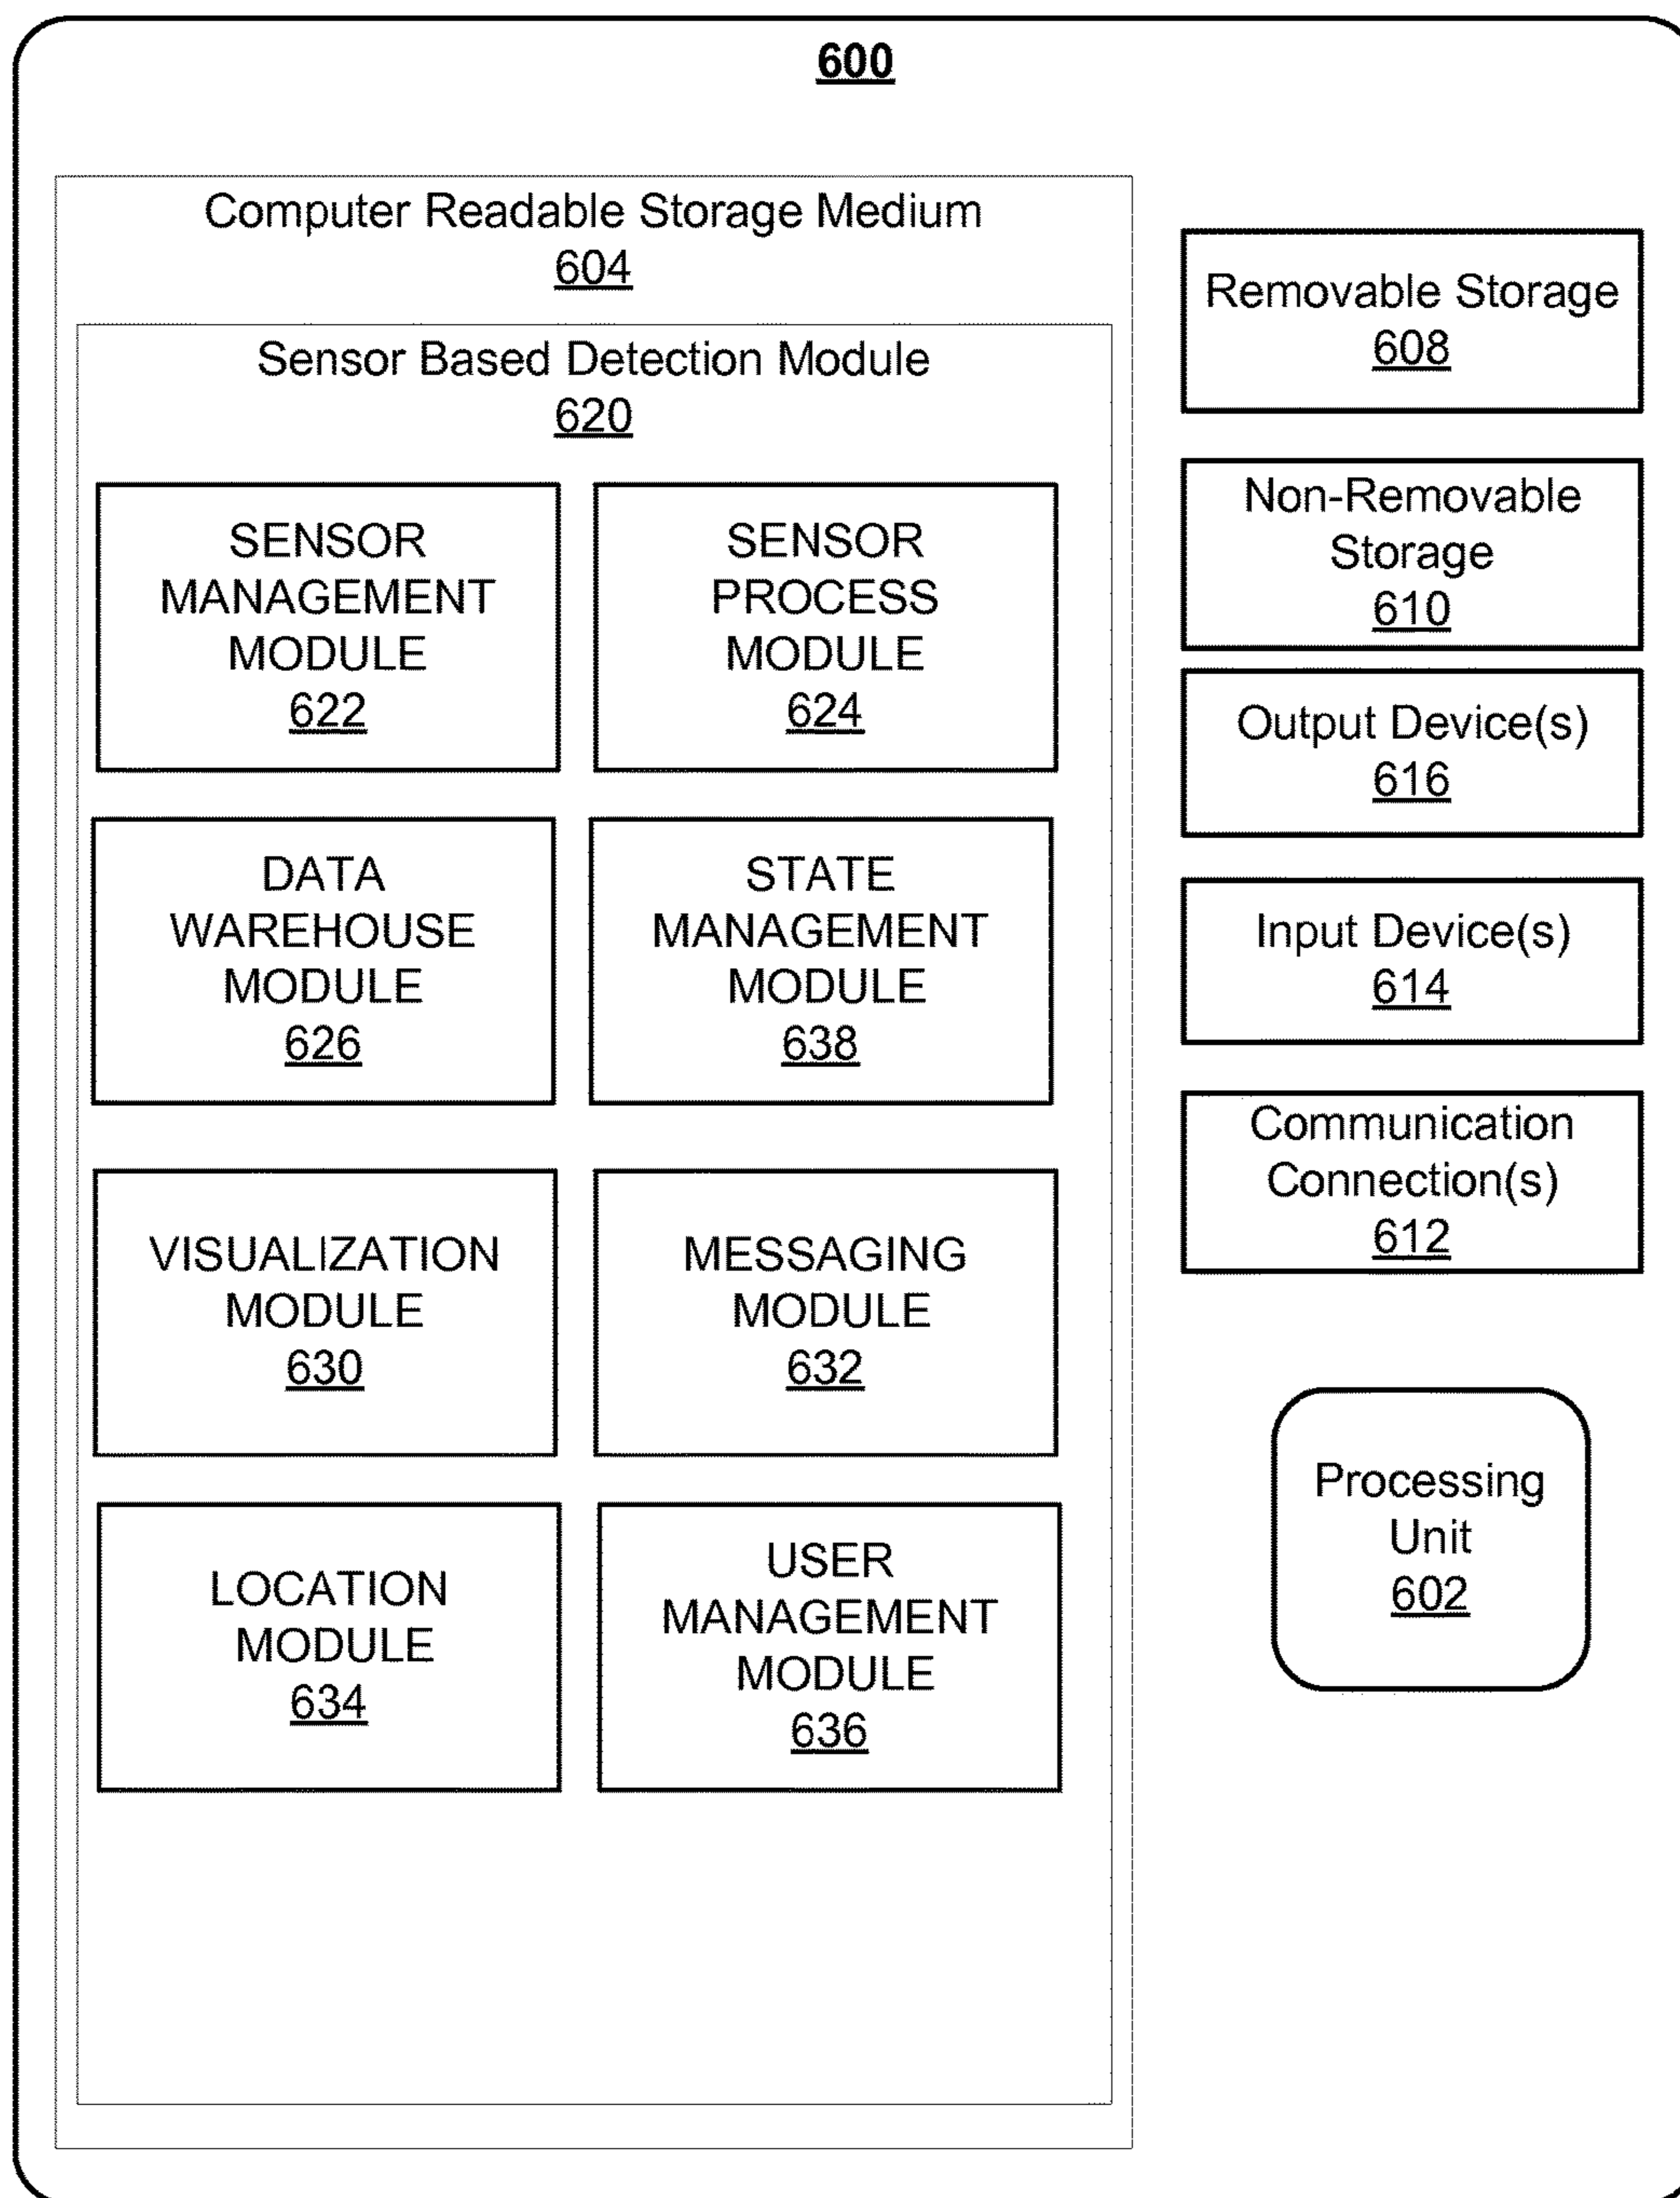 600
Computer Readable Storage Medium
604
Sensor Based Detection Module
620
SENSOR
MANAGEMENT
MODULE
622
SENSOR
PROCESS
MODULE
624
DATA
WAREHOUSE
MODULE
626
STATE
MANAGEMENT
MODULE
638
VISUALIZATION
MODULE
630
MESSAGING
MODULE
632
LOCATION
MODULE
634
USER
MANAGEMENT
MODULE
636
Removable Storage
608
Non-Removable
Storage
610
Output Device(s)
616
Input Device(s)
614
Communication
Connection(s)
612
Processing
Unit
602